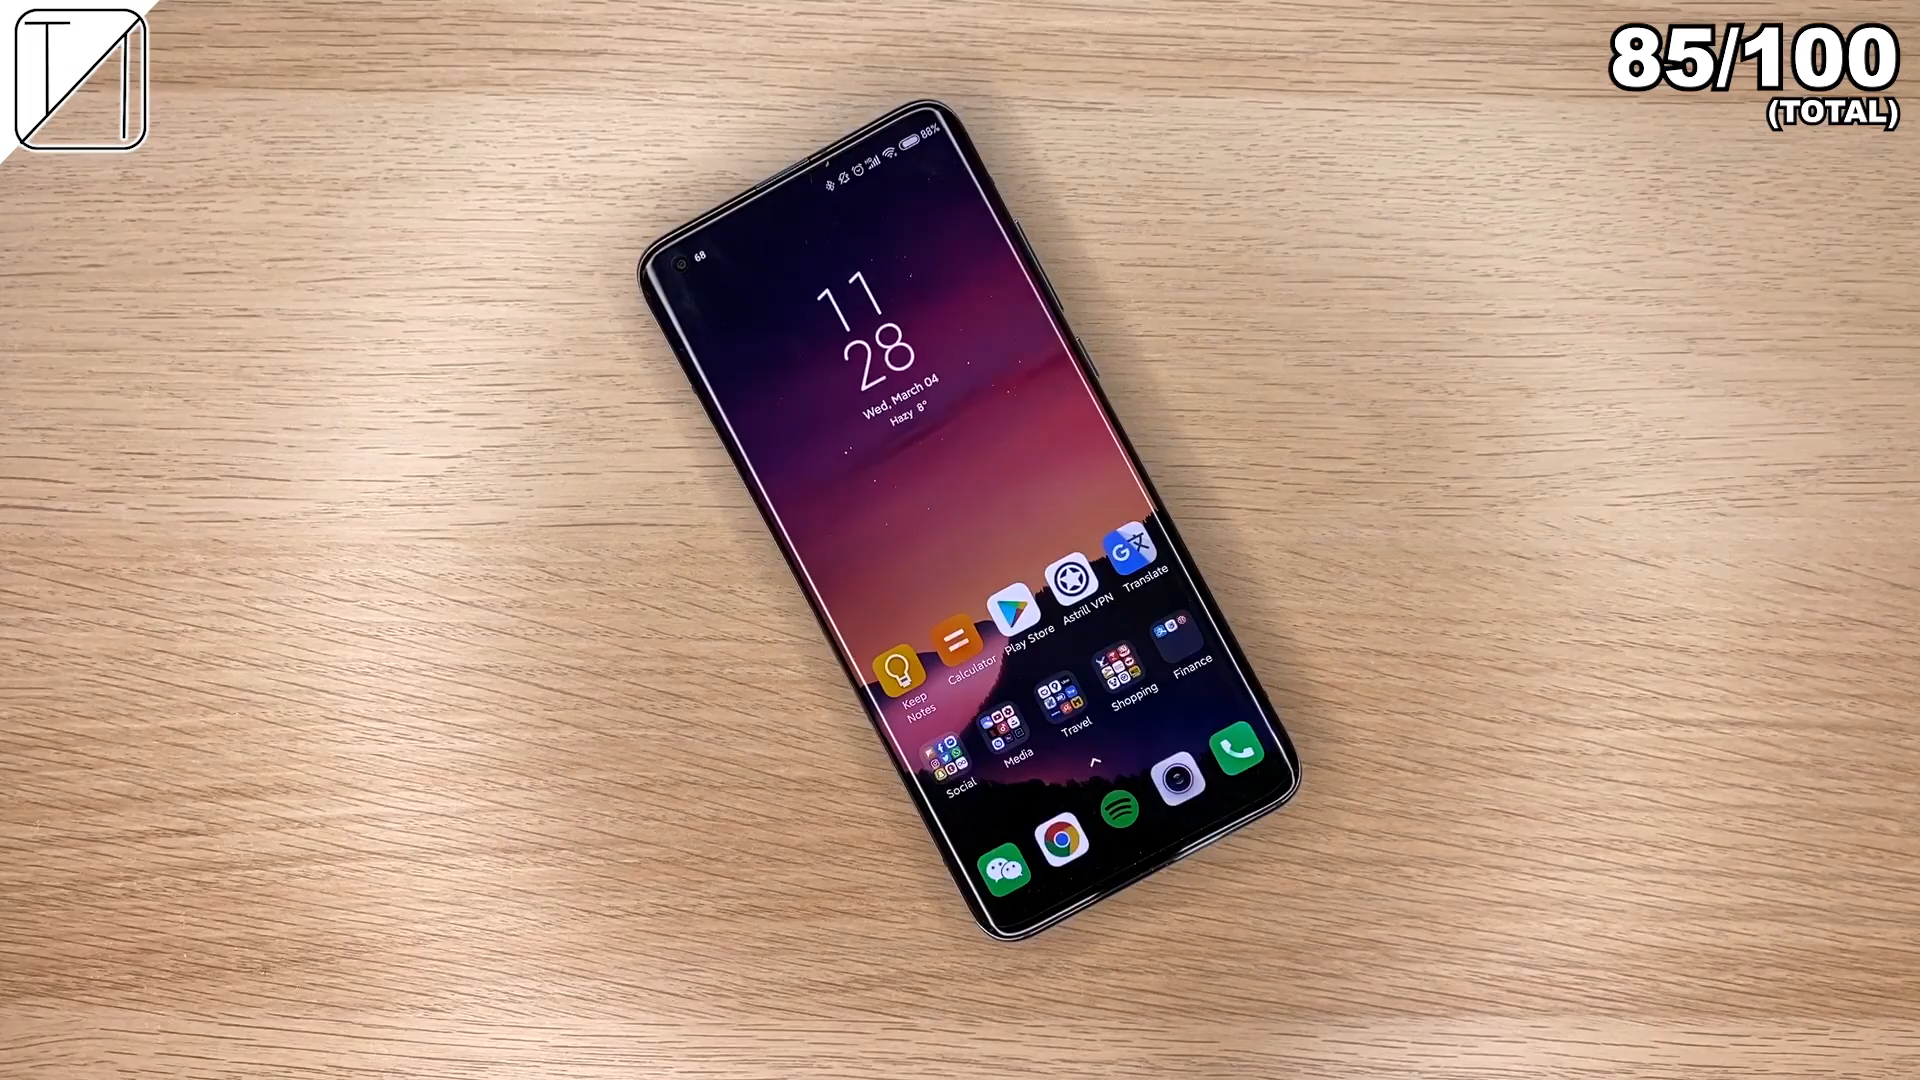 85/100
(TOTAL)
88%
68
11
28
Wed, March 04
Hazy 8°
Translate
Astrill VPN
Play Store
Calculator
Keep
Notes
Finance
Shopping
Travel
Media
Social